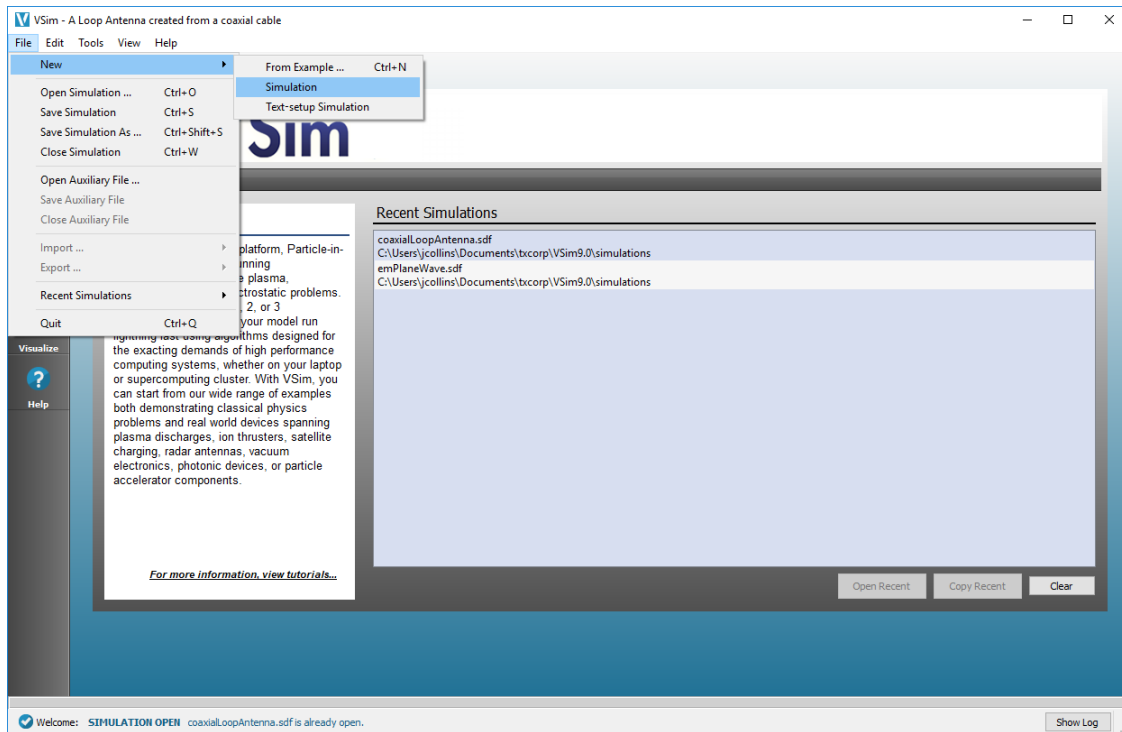 VSim - A Loop Antenna created from a coaxial cable
File Edit Tools View Help
New
From Example ... Ctrl+N
Simulation
Text-setup Simulation
Open Simulation ... Ctrl+O
Save Simulation Ctrl+S
Save Simulation As ... Ctrl+Shift+S
Close Simulation Ctrl+W
Open Auxiliary File ...
Save Auxiliary File
Close Auxiliary File
Import ...
Export ...
Recent Simulations
Quit Ctrl+Q
Sim
platform, Particle-in-
plasma,
ctrostatic problems.
, 2, or 3
your model run
lightning fast using algorithms designed for
the exacting demands of high performance
computing systems, whether on your laptop
or supercomputing cluster. With VSim, you
can start from our wide range of examples
both demonstrating classical physics
problems and real world devices spanning
plasma discharges, ion thrusters, satellite
charging, radar antennas, vacuum
electronics, photonic devices, or particle
accelerator components.
For more information, view tutorials...
Visualize
Help
Recent Simulations
coaxialLoopAntenna.sdf
C:\Users\jcollins\Documents\txcorp\VSim9.0\simulations
emPlaneWave.sdf
C:\Users\jcollins\Documents\txcorp\VSim9.0\simulations
Open Recent Copy Recent Clear
Welcome: SIMULATION OPEN coaxialLoopAntenna.sdf is already open.
Show Log